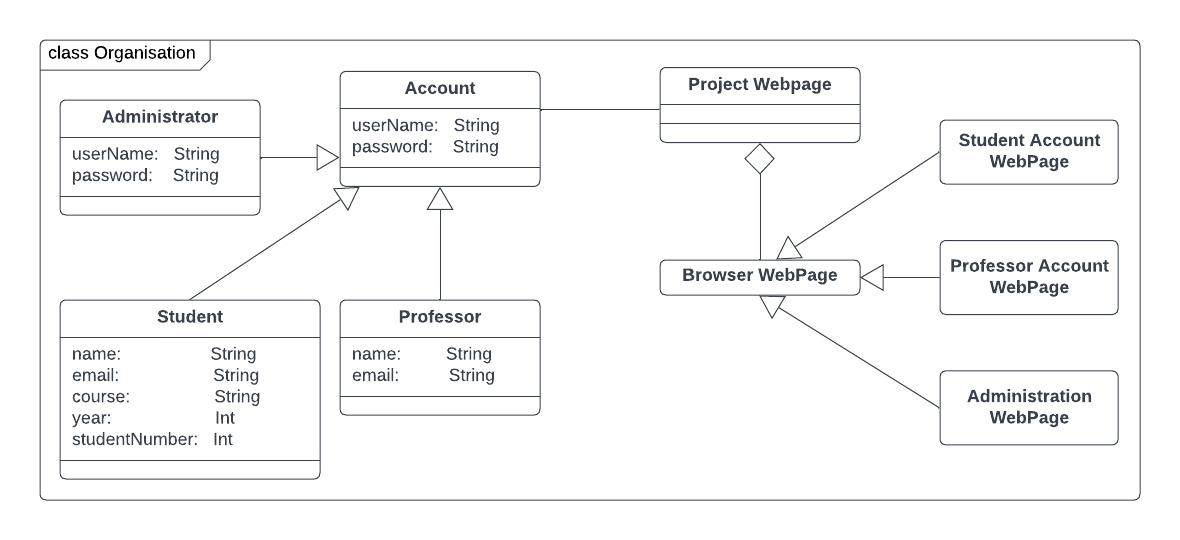 class Organisation
Administrator
userName: String
password: String
Account
userName: String
password: String
Project Webpage
Student Account
WebPage
Professor Account
WebPage
Browser WebPage
Administration
WebPage
Student
name: String
email: String
course: String
year: Int
studentNumber: Int
Professor
name: String
email: String